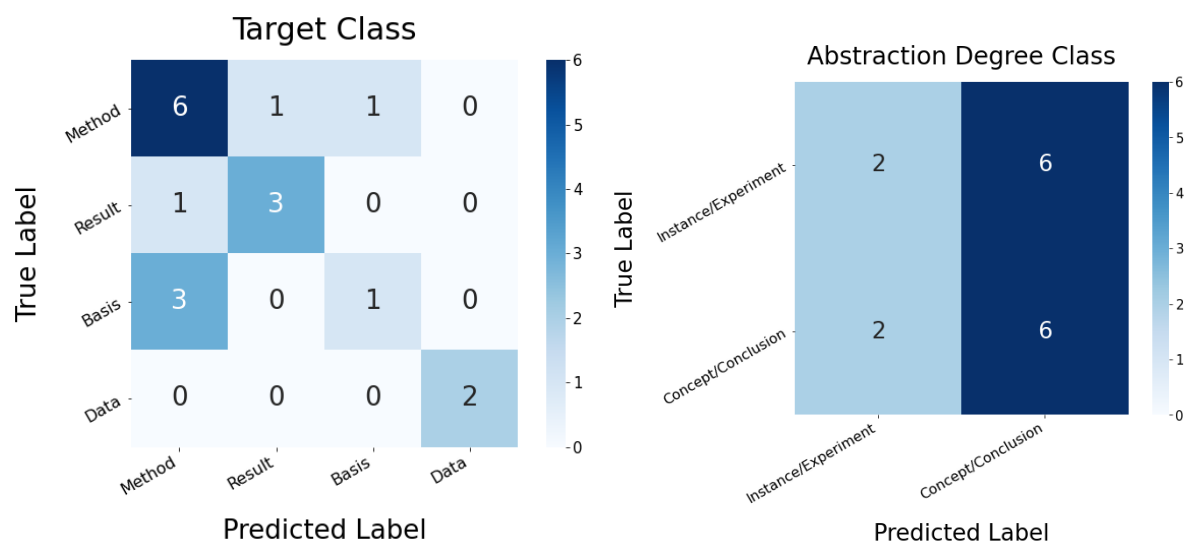 Target Class
True Label
Method
Result
Basis
Data
6 1 1 0
1 3 0 0
3 0 1 0
0 0 0 2
Method
Result
Basis
Data
Predicted Label
6
5
4
3
2
1
0
Abstraction Degree Class
True Label
Instance/Experiment
Concept/Conclusion
2 6
2 6
Instance/Experiment
Concept/Conclusion
Predicted Label
6
5
4
3
2
1
0